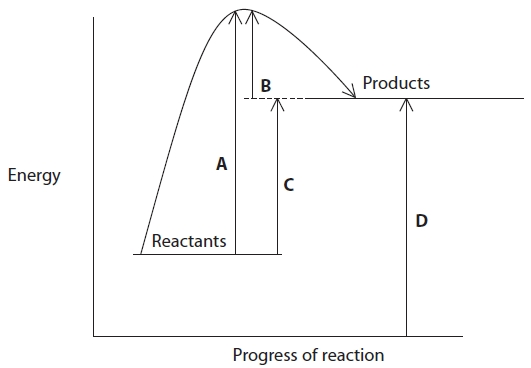 B
Products
A
Energy
C
D
Reactants
Progress of reaction